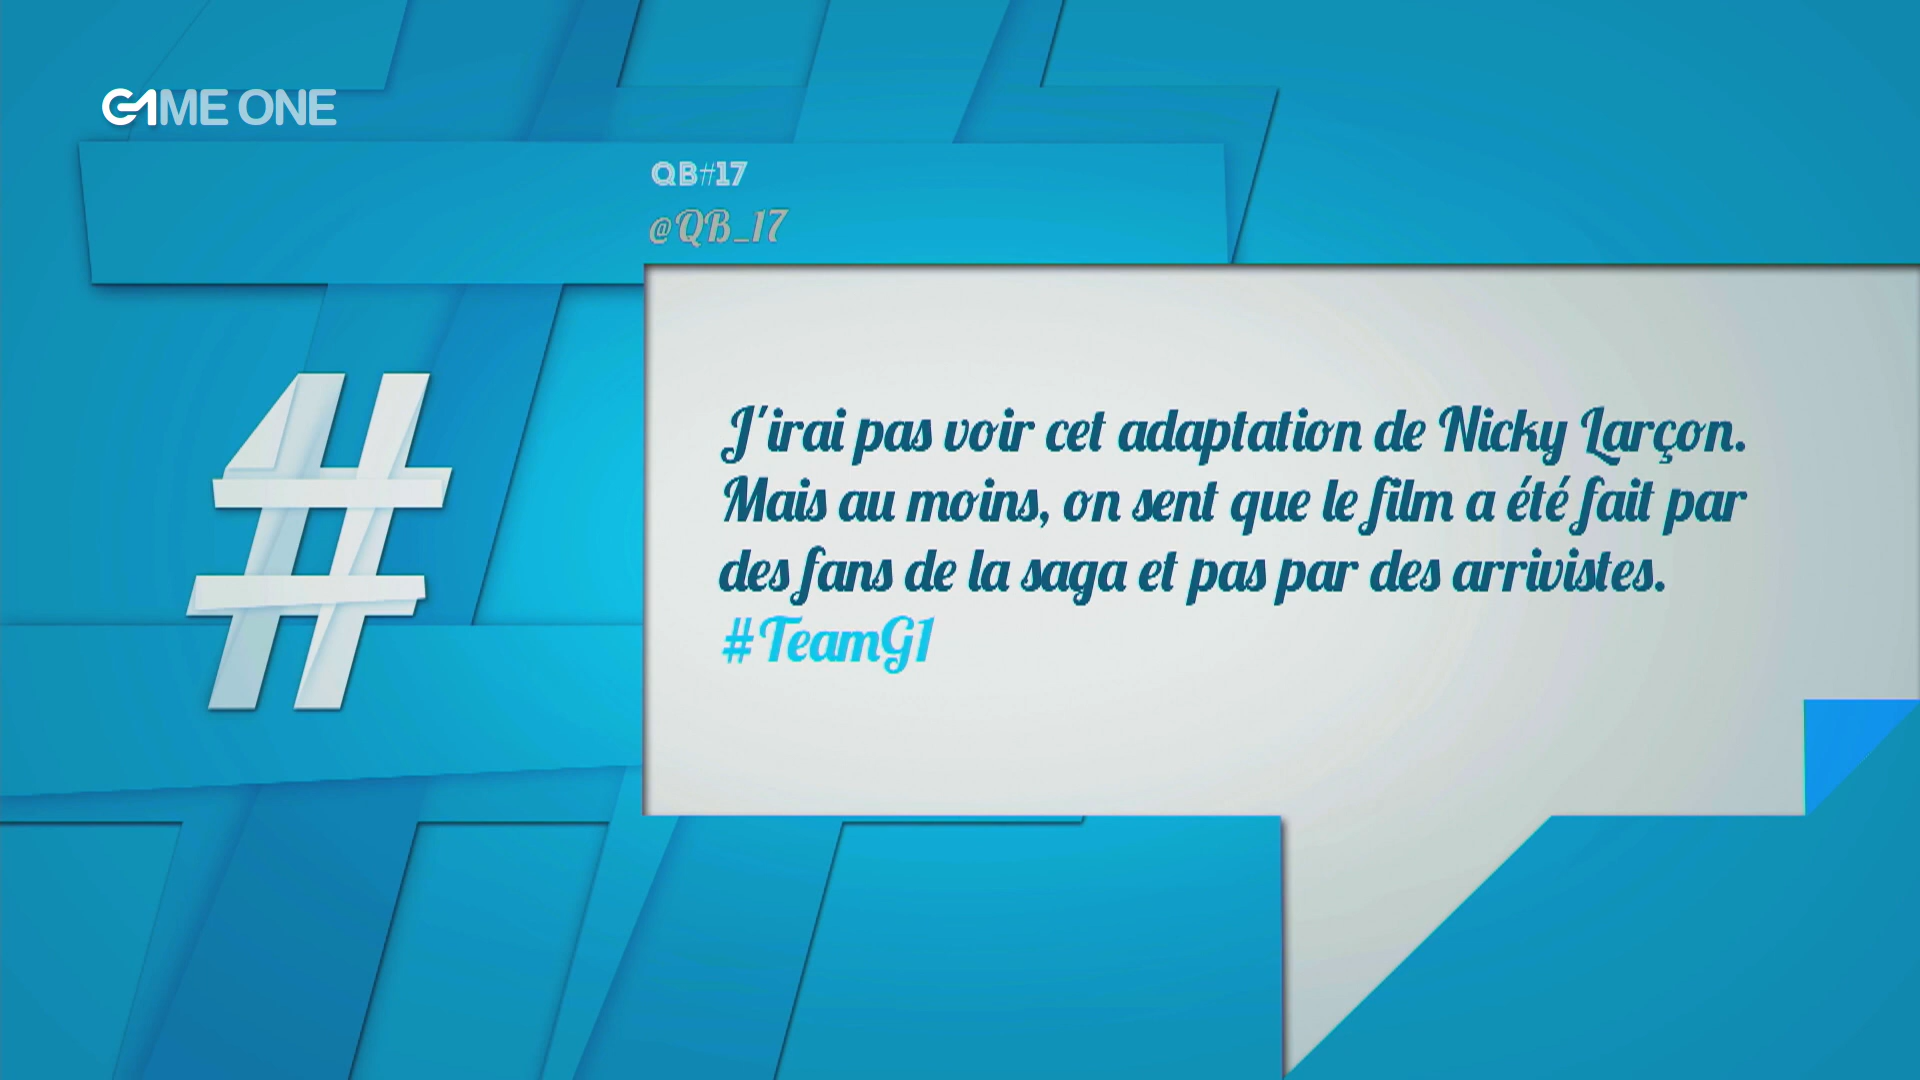 GAME ONE
QB#17
@QB_17
J'irai pas voir cet adaptation de Nicky Larçon.
Mais au moins, on sent que le film a été fait par
des fans de la saga et pas par des arrivistes.
#TeamG1